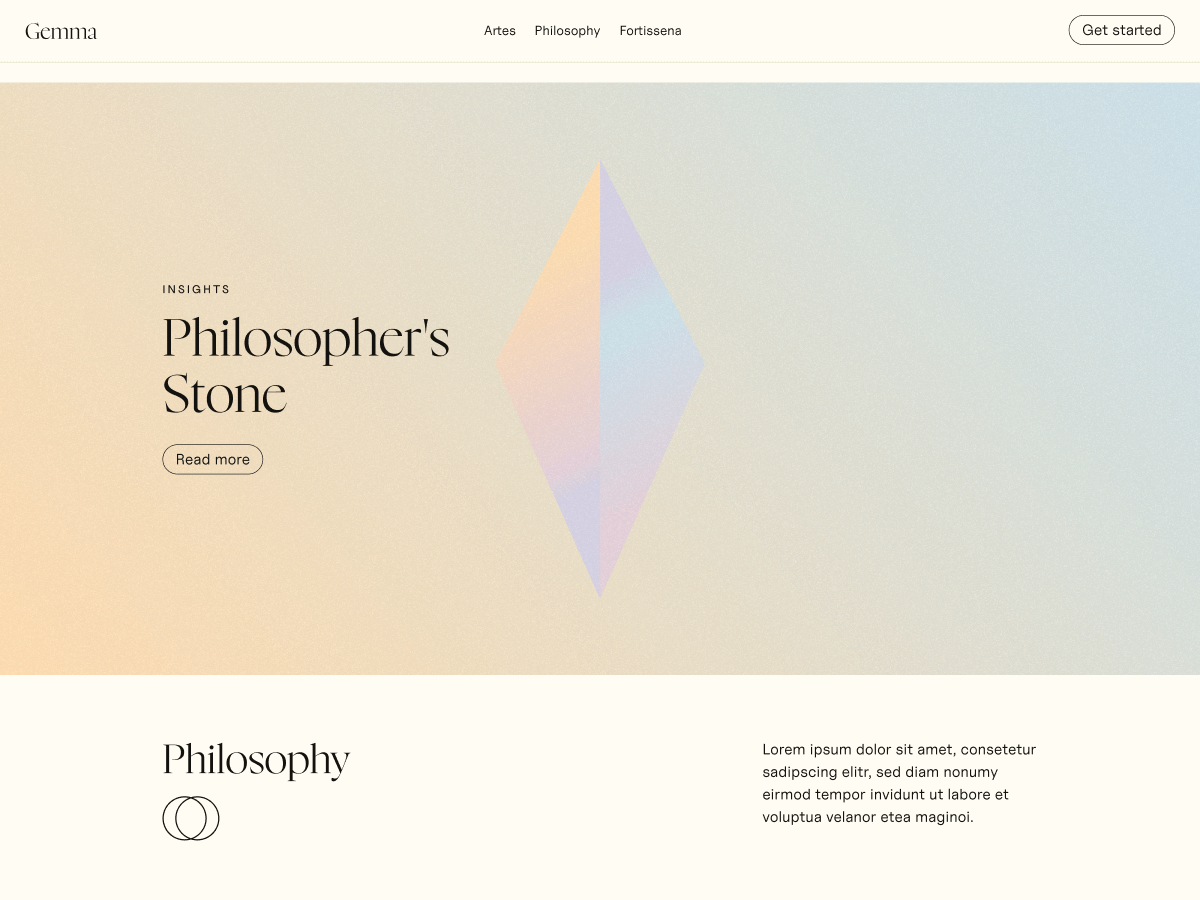 Gemma
Artes
Philosophy
Fortissena
Get started
INSIGHTS
Philosopher's
Stone
Read more
Philosophy
Lorem ipsum dolor sit amet, consetetur
sadipscing elitr, sed diam nonumy
eirmod tempor invidunt ut labore et
voluptua velanor etea maginoi.